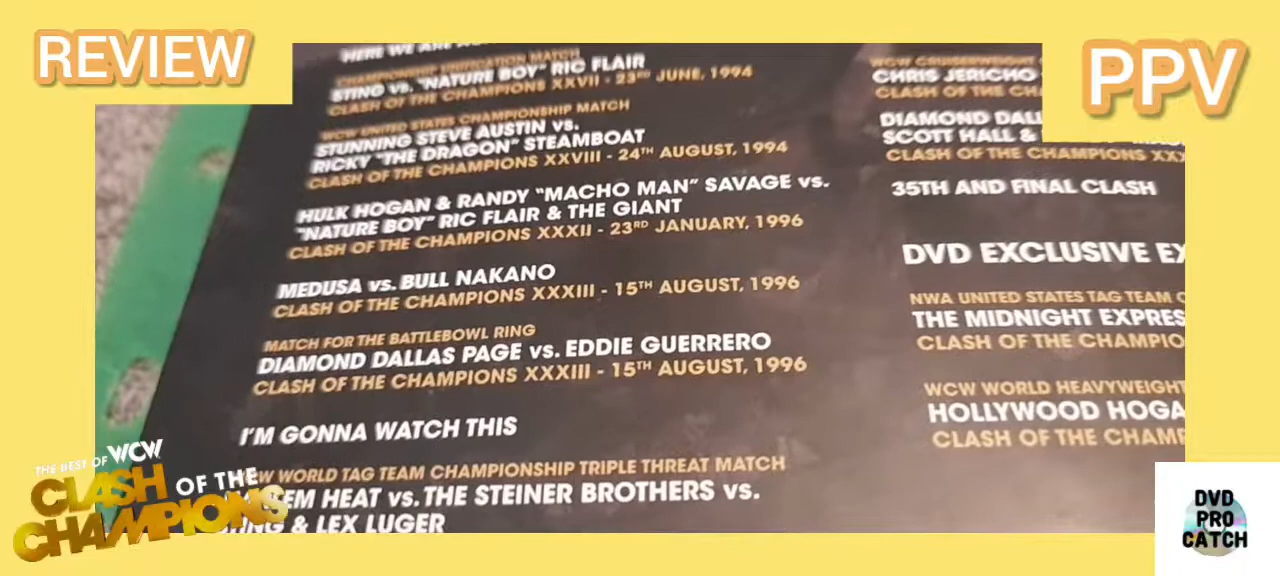 REVIEW
PPV
HERE WE ARE
CHAMPIONSHIP UNIFICATION MATCH
STING vs. "NATURE BOY" RIC FLAIR
CLASH OF THE CHAMPIONS XXVII - 23RD JUNE, 1994
WCW UNITED STATES CHAMPIONSHIP MATCH
STUNNING STEVE AUSTIN vs.
RICKY "THE DRAGON" STEAMBOAT
CLASH OF THE CHAMPIONS XXVIII - 24TH AUGUST, 1994
HULK HOGAN & RANDY "MACHO MAN" SAVAGE vs.
"NATURE BOY" RIC FLAIR & THE GIANT
CLASH OF THE CHAMPIONS XXXII - 23RD JANUARY, 1996
MEDUSA vs. BULL NAKANO
CLASH OF THE CHAMPIONS XXXIII - 15TH AUGUST, 1996
MATCH FOR THE BATTLEBOWL RING
DIAMOND DALLAS PAGE vs. EDDIE GUERRERO
CLASH OF THE CHAMPIONS XXXIII - 15TH AUGUST, 1996
I'M GONNA WATCH THIS
WORLD TAG TEAM CHAMPIONSHIP TRIPLE THREAT MATCH
HEAT vs. THE STEINER BROTHERS vs.
& LEX LUGER
WCW CRUISERWEIGHT
CHRIS JERICHO
CLASH OF THE
DIAMOND
SCOTT HALL &
CLASH OF THE CHAMPIONS
35TH AND FINAL CLASH
DVD EXCLUSIVE
NWA UNITED STATES TAG TEAM
THE MIDNIGHT
CLASH OF THE
WCW WORLD HEAVYWEIGHT
HOLLYWOOD
CLASH OF THE
THE BEST OF WCW
CLASH OF THE
CHAMPIONS
DVD
PRO
CATCH